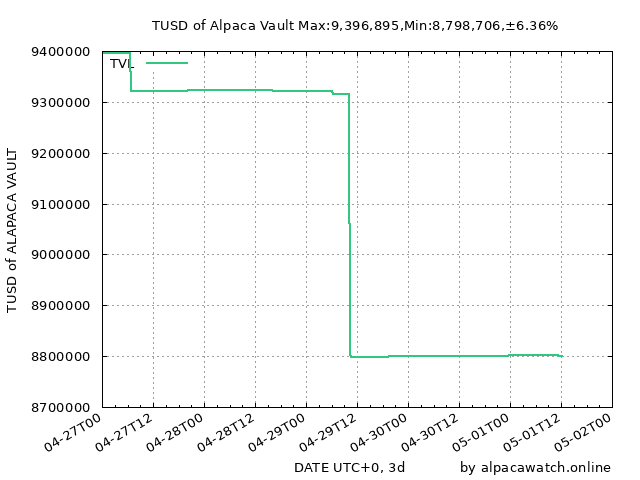 TUSD of Alpaca Vault Max:9,396,895,Min:8,798,706,±6.36%
TVL
9400000
9300000
9200000
9100000
9000000
8900000
8800000
8700000
TUSD of ALAPACA VAULT
04-27T00
04-27T12
04-28T00
04-28T12
04-29T00
04-29T12
04-30T00
04-30T12
05-01T00
05-01T12
05-02T00
DATE UTC+0, 3d
by alpacawatch.online